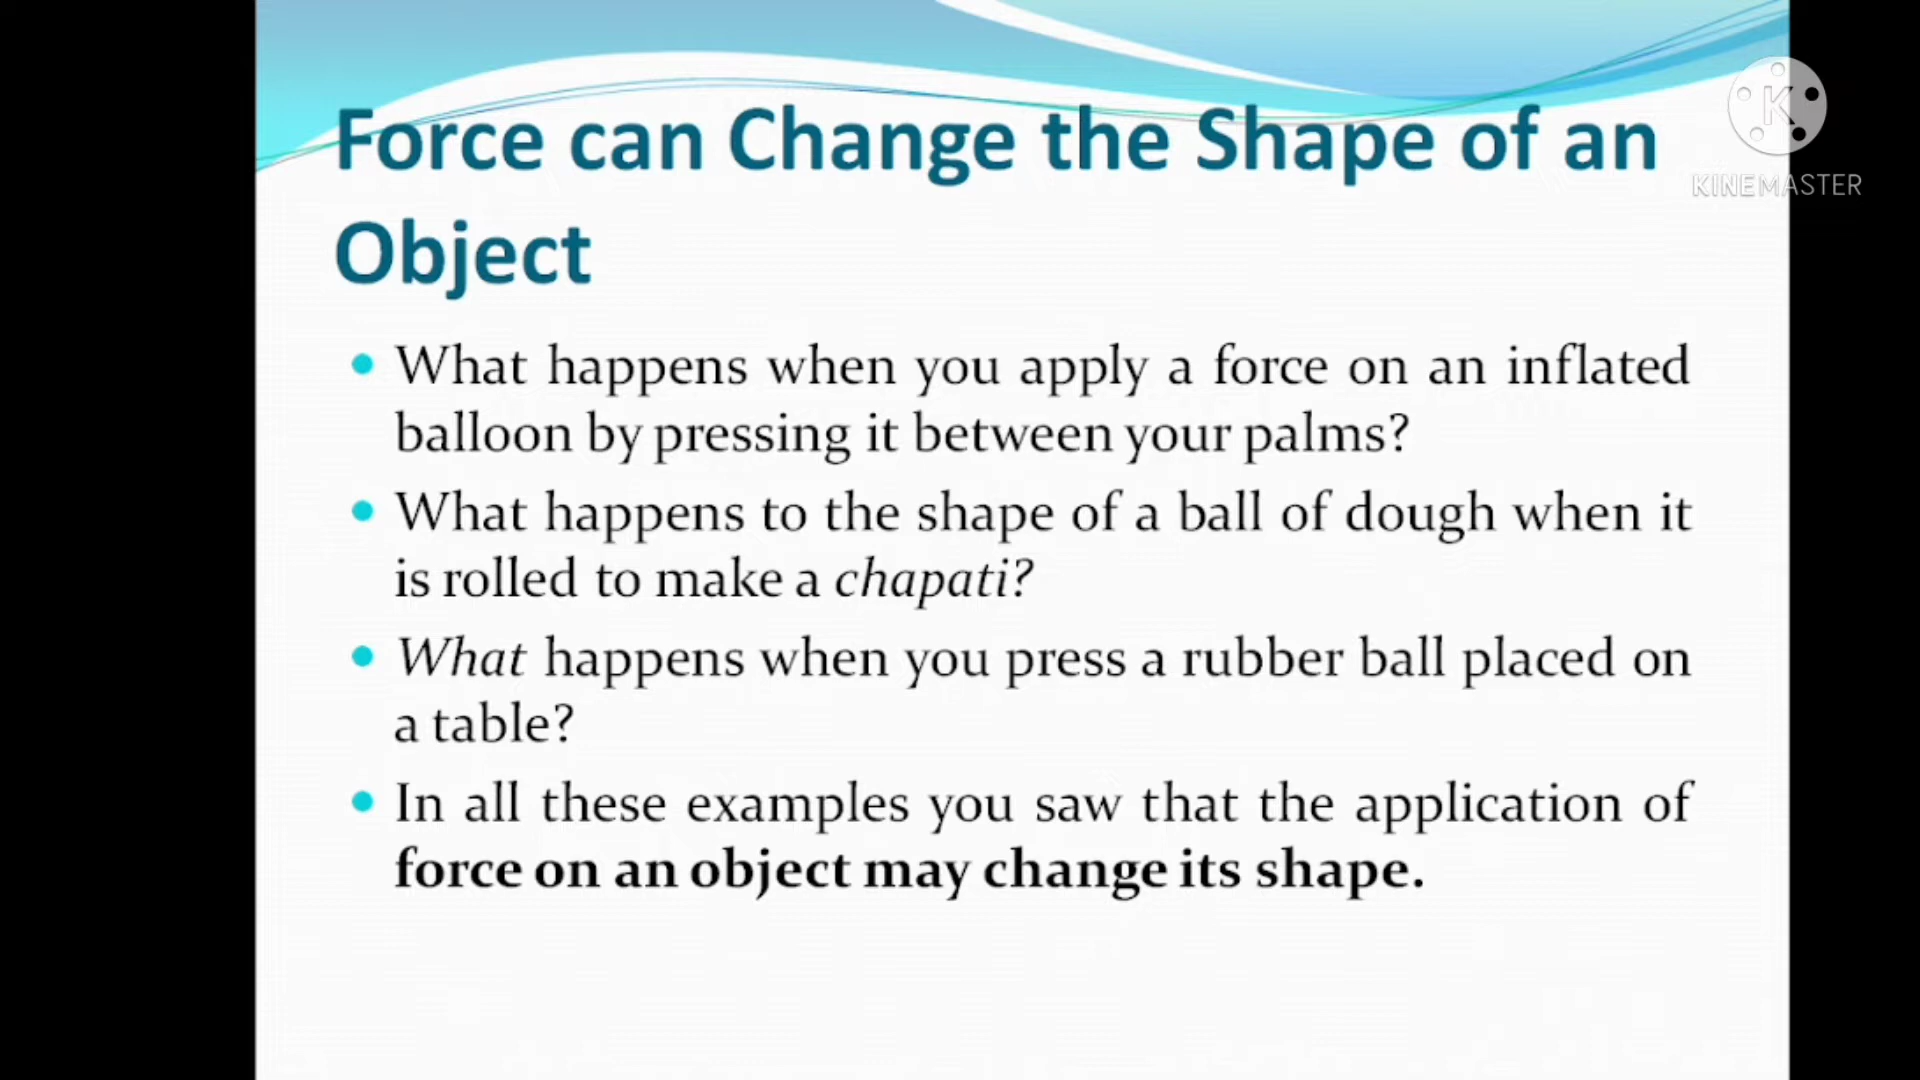 Force can Change the Shape of an
Object
K
KINEMASTER
• What happens when you apply a force on an inflated
balloon by pressing it between your palms?
• What happens to the shape of a ball of dough when it
is rolled to make a chapati?
• What happens when you press a rubber ball placed on
a table?
• In all these examples you saw that the application of
force on an object may change its shape.